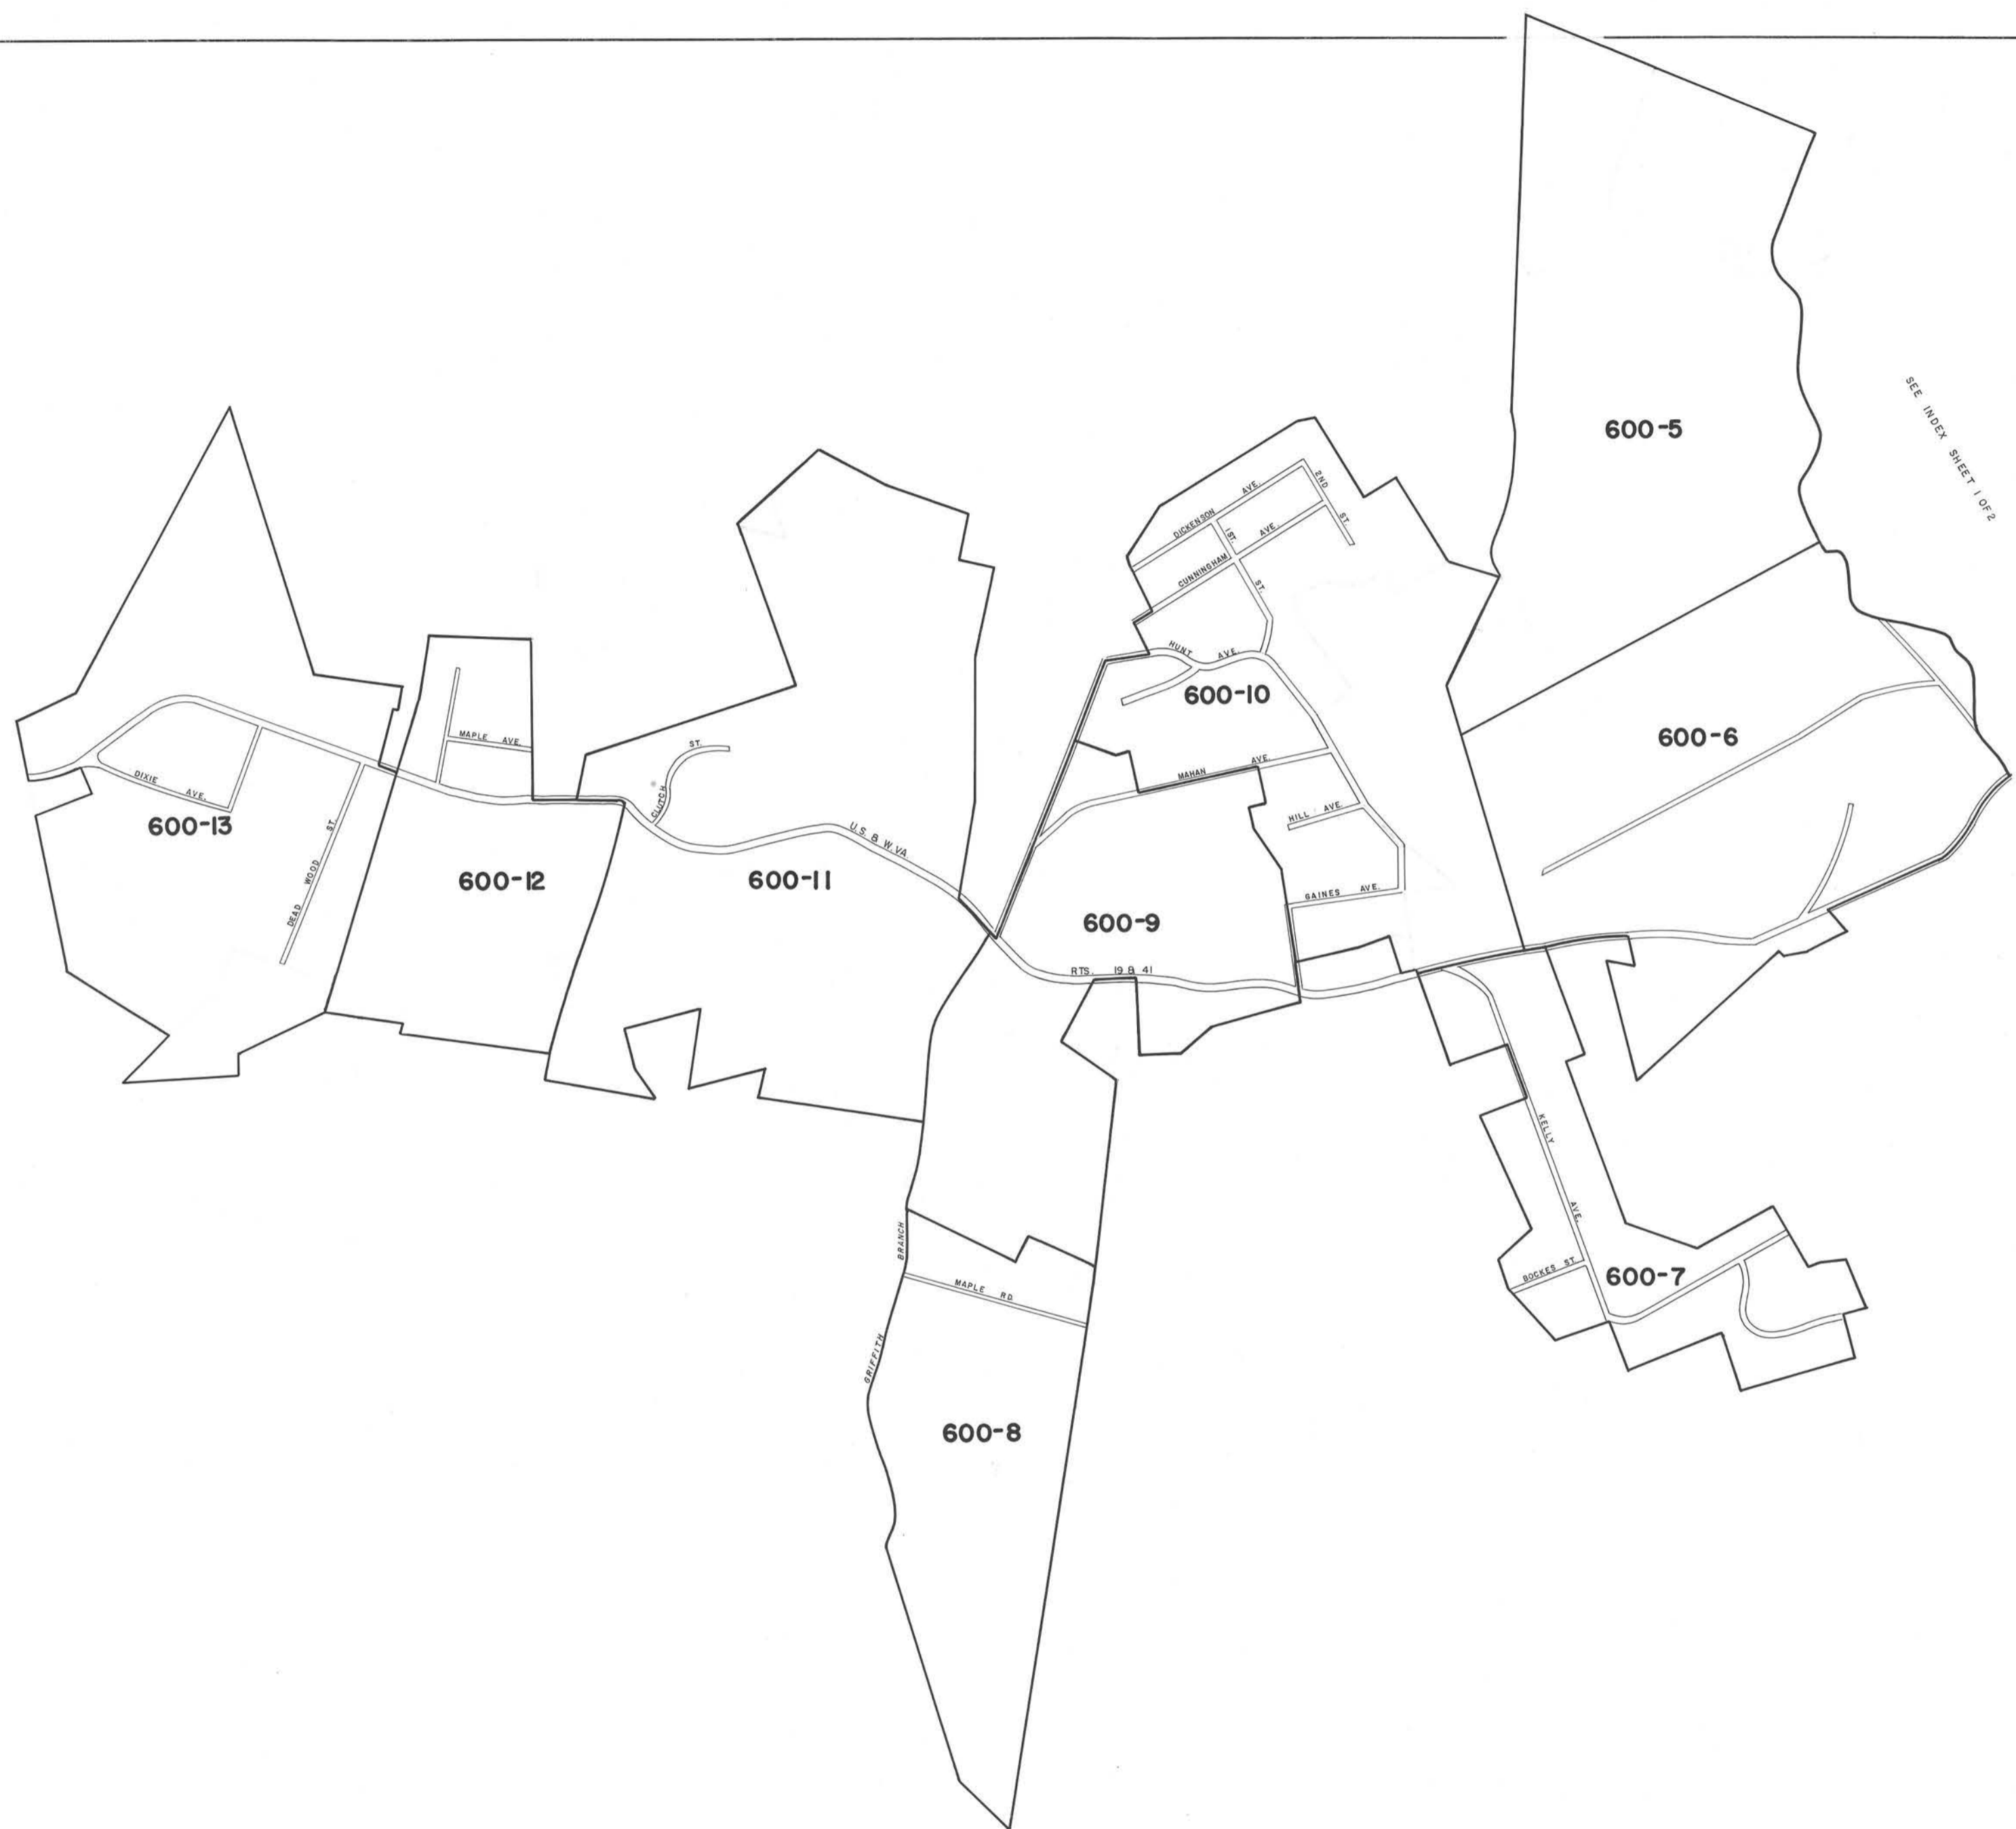 600-5
SEE INDEX SHEET 1 OF 2
2ND ST.
DICKENSON AVE.
1ST. ST.
CUNNINGHAM AVE.
HUNT AVE.
600-10
600-6
MAPLE AVE.
ST.
CLUTCH
MAHAN AVE.
DIXIE AVE.
HILL AVE.
600-13
DEAD WOOD ST.
U.S. & W. VA
600-12
600-11
GAINES AVE.
600-9
RTS. 19 & 41
KELLY AVE.
GRIFFITH BRANCH
MAPLE RD.
BOCKES ST.
600-7
600-8